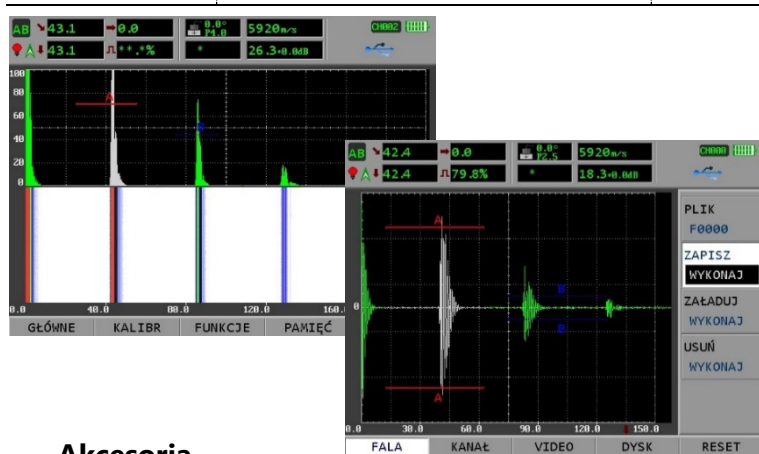 AB 43.1 0.0 0.0° P4.0 5920m/s CH002
A 43.1 **.*% * 26.3+0.0dB
100
80
60
40
20
0
A
B
0.0 40.0 80.0 120.0 160.
GŁÓWNE KALIBR FUNKCJE PAMIĘĆ
AB 42.4 0.0 0.0° P2.5 5920m/s CH000
A 42.4 79.8% * 18.3+0.0dB
A
B
0
B
A
0.0 30.0 60.0 90.0 120.0 150.0
PLIK
F0000
ZAPISZ
WYKONAJ
ZAŁADUJ
WYKONAJ
USUŃ
WYKONAJ
FALA KANAŁ VIDEO DYSK RESET
Akcesoria